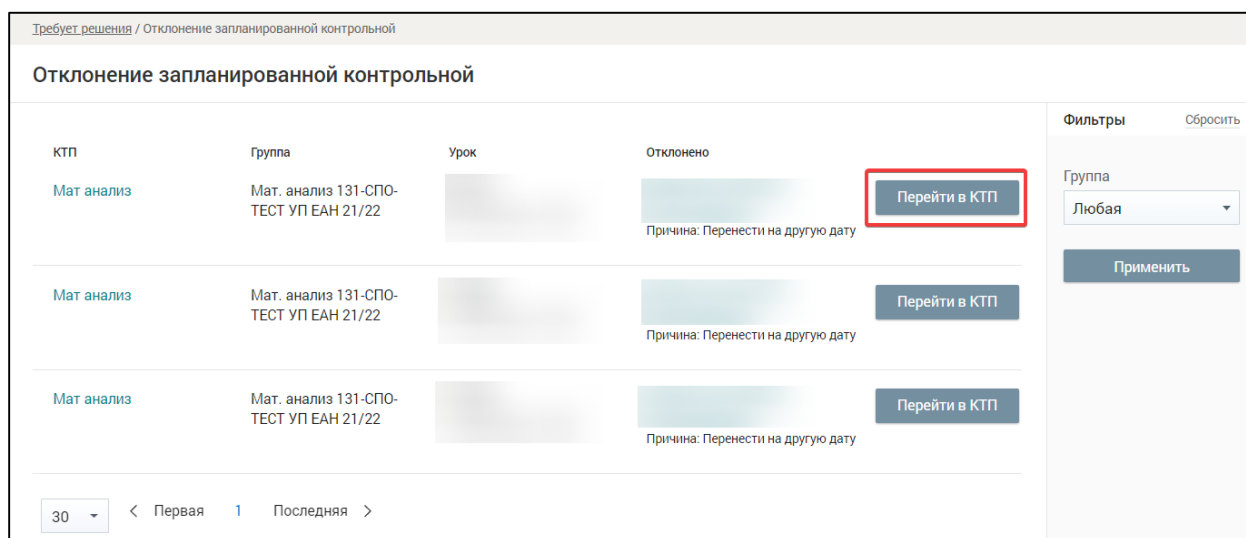 Требует решения / Отклонение запланированной контрольной
Отклонение запланированной контрольной
Фильтры Сбросить
КТП Группа Урок Отклонено
Мат анализ Мат. анализ 131-СПО-
ТЕСТ УП ЕАН 21/22
Причина: Перенести на другую дату
Перейти в КТП
Группа
Любая
Применить
Мат анализ Мат. анализ 131-СПО-
ТЕСТ УП ЕАН 21/22
Причина: Перенести на другую дату
Перейти в КТП
Мат анализ Мат. анализ 131-СПО-
ТЕСТ УП ЕАН 21/22
Причина: Перенести на другую дату
Перейти в КТП
30 Первая 1 Последняя